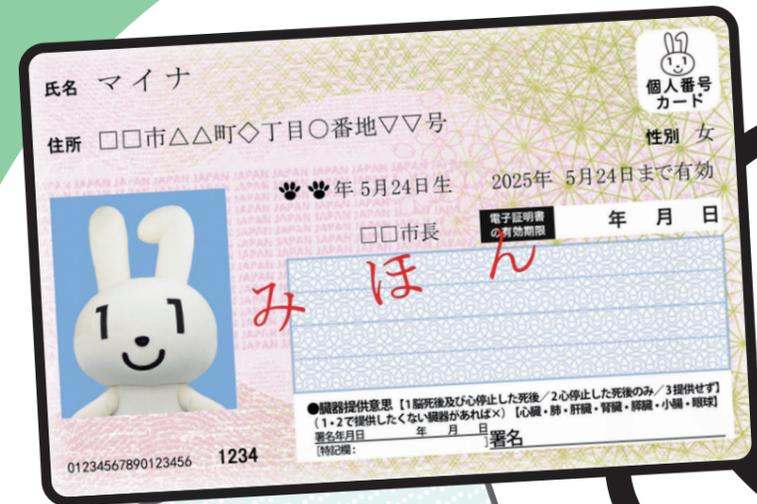 氏名 マイナ
個人番号
カード
住所 □□市△△町◇丁目○番地▽▽号
性別 女
年 5月24日生 2025年 5月24日まで有効
□□市長
電子証明書
の有効期限
年 月 日
みほん
●臓器提供意思【1脳死後及び心停止した死後/2心停止した死後のみ/3提供せず】
(1・2で提供したくない臓器があれば×)【心臓・肺・肝臓・腎臓・膵臓・小腸・眼球】
署名年月日 年 月 日
[特記欄: ]署名
01234567890123456 1234
JAPAN JAPAN JAPAN JAPAN JAPAN